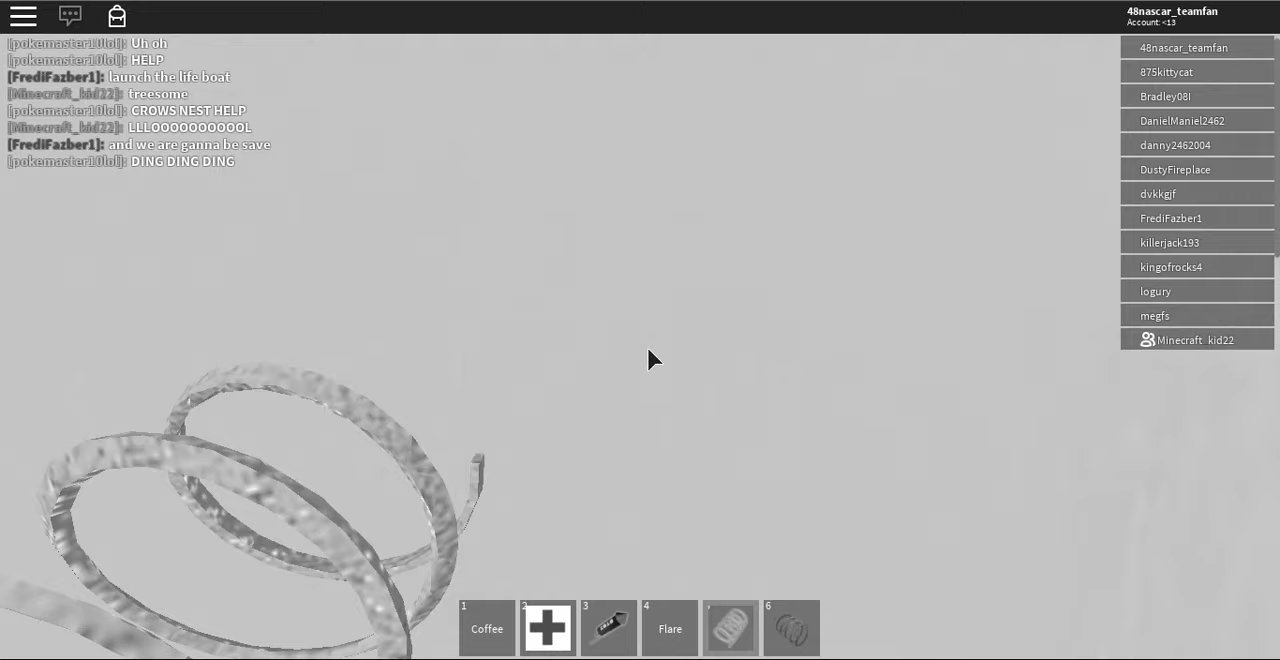 48nascar_teamfan
Account: <13
[pokemaster10lol]: Uh oh
[pokemaster10lol]: HELP
[FrediFazber1]: launch the life boat
[Minecraft_kid22]: treesome
[pokemaster10lol]: CROWS NEST HELP
[Minecraft_kid22]: LLLOOOOOOOOOOL
[FrediFazber1]: and we are ganna be save
[pokemaster10lol]: DING DING DING
48nascar_teamfan
875kittycat
Bradley08l
DanielManiel2462
danny2462004
DustyFireplace
dvkkgjf
FrediFazber1
killerjack193
kingofrocks4
logury
megfs
Minecraft_kid22
1
Coffee
2
3
4
Flare
6